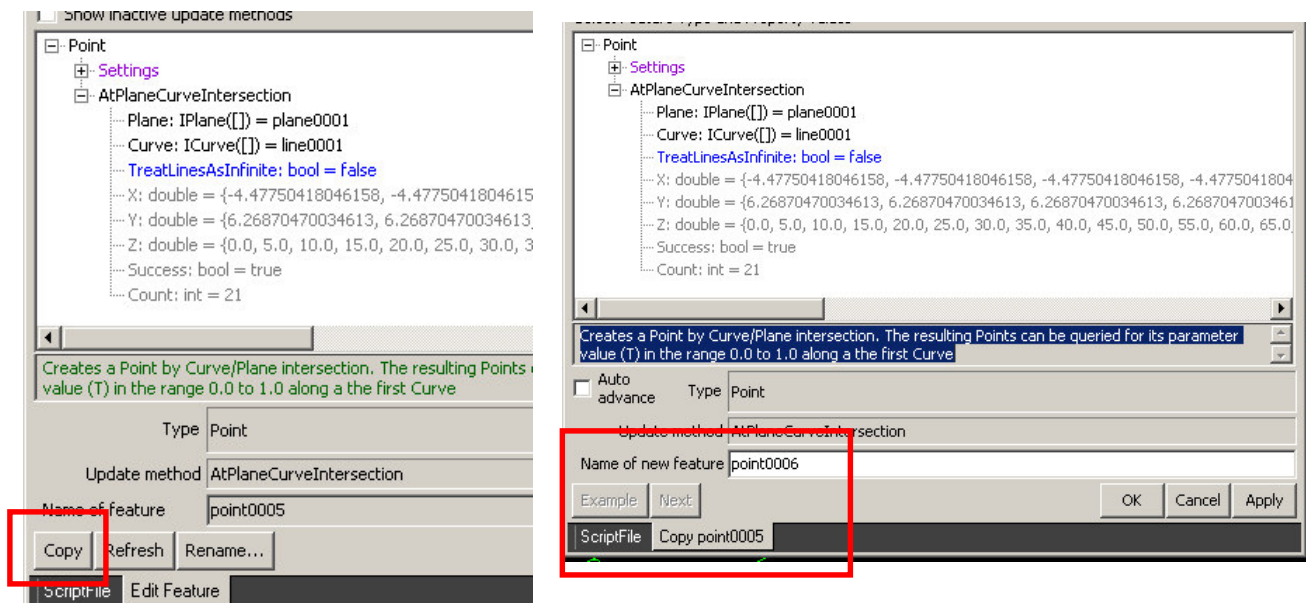 Show inactive update methods
Point
Settings
AtPlaneCurveIntersection
Plane: IPlane([]) = plane0001
Curve: ICurve([]) = line0001
TreatLinesAsInfinite: bool = false
X: double = {-4.47750418046158, -4.4775041804615
Y: double = {6.26870470034613, 6.26870470034613,
Z: double = {0.0, 5.0, 10.0, 15.0, 20.0, 25.0, 30.0, 3
Success: bool = true
Count: int = 21
Creates a Point by Curve/Plane intersection. The resulting Points
value (T) in the range 0.0 to 1.0 along a the first Curve
Type Point
Update method AtPlaneCurveIntersection
Name of feature point0005
Copy Refresh Rename...
ScriptFile Edit Feature
Select Feature Type and Property Values
Point
Settings
AtPlaneCurveIntersection
Plane: IPlane([]) = plane0001
Curve: ICurve([]) = line0001
TreatLinesAsInfinite: bool = false
X: double = {-4.47750418046158, -4.47750418046158, -4.47750418046158, -4.477504180
Y: double = {6.26870470034613, 6.26870470034613, 6.26870470034613, 6.2687047003461
Z: double = {0.0, 5.0, 10.0, 15.0, 20.0, 25.0, 30.0, 35.0, 40.0, 45.0, 50.0, 55.0, 60.0, 65.0,
Success: bool = true
Count: int = 21
Creates a Point by Curve/Plane intersection. The resulting Points can be queried for its parameter
value (T) in the range 0.0 to 1.0 along a the first Curve
Auto advance Type Point
Update method AtPlaneCurveIntersection
Name of new feature point0006
Example Next OK Cancel Apply
ScriptFile Copy point0005